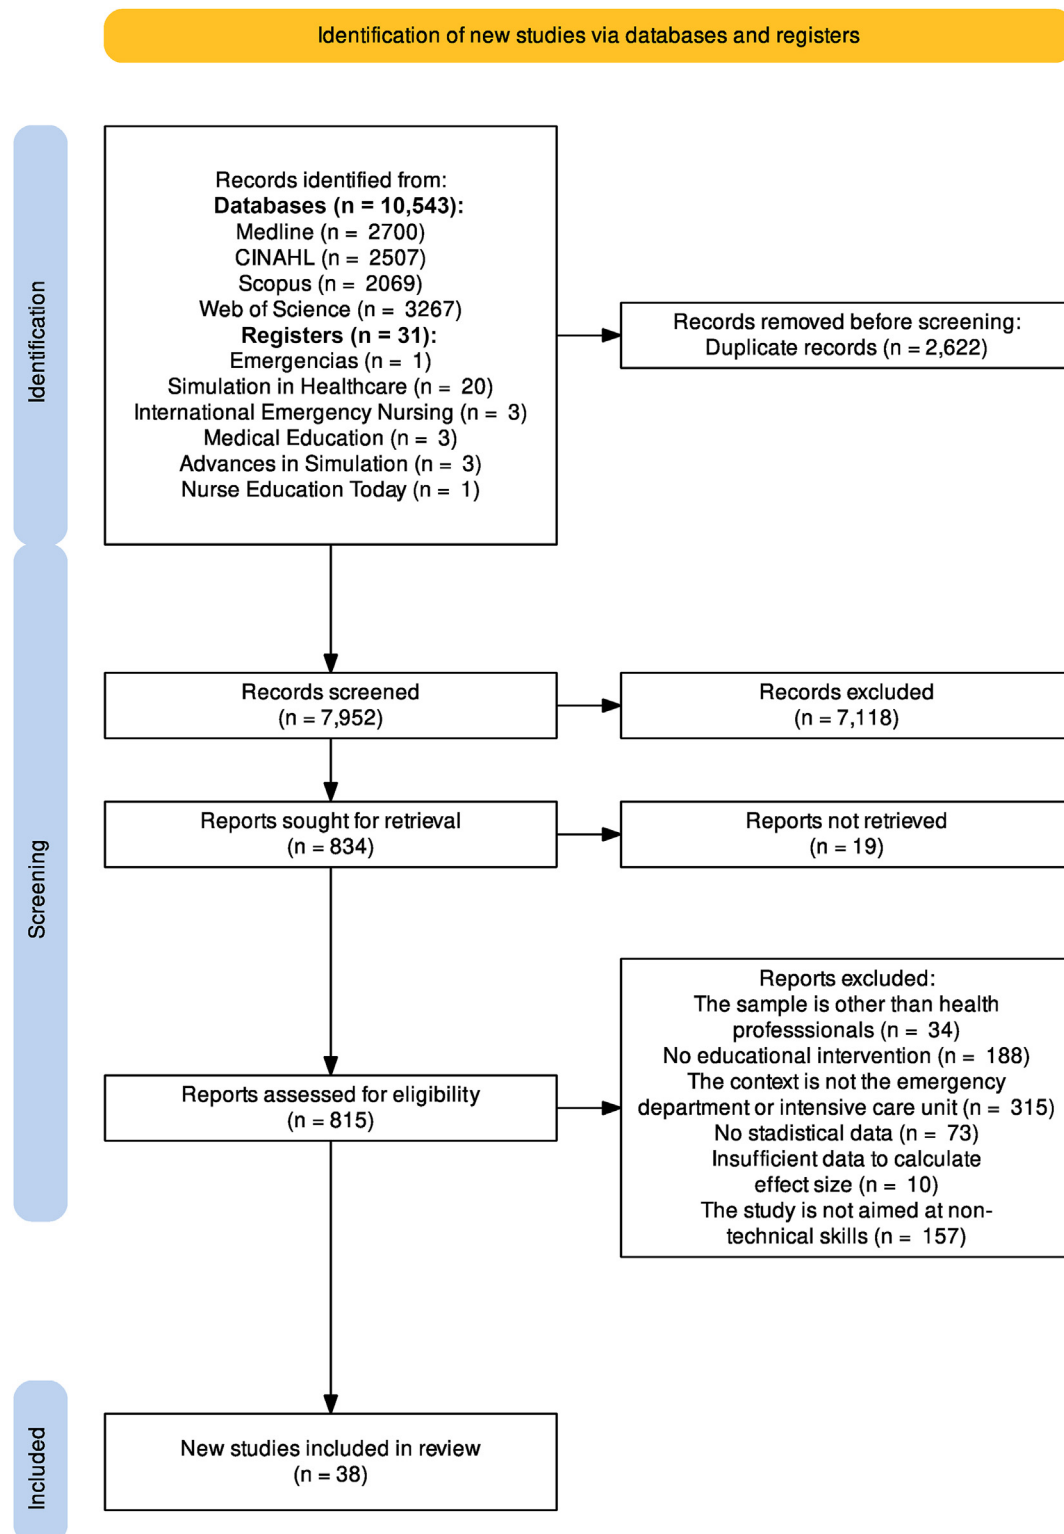 Identification of new studies via databases and registers
Identification
Records identified from:
Databases (n = 10,543):
Medline (n = 2700)
CINAHL (n = 2507)
Scopus (n = 2069)
Web of Science (n = 3267)
Registers (n = 31):
Emergencias (n = 1)
Simulation in Healthcare (n = 20)
International Emergency Nursing (n = 3)
Medical Education (n = 3)
Advances in Simulation (n = 3)
Nurse Education Today (n = 1)
Records removed before screening:
Duplicate records (n = 2,622)
Screening
Records screened
(n = 7,952)
Records excluded
(n = 7,118)
Reports sought for retrieval
(n = 834)
Reports not retrieved
(n = 19)
Reports assessed for eligibility
(n = 815)
Reports excluded:
The sample is other than health
professsionals (n = 34)
No educational intervention (n = 188)
The context is not the emergency
department or intensive care unit (n = 315)
No stadistical data (n = 73)
Insufficient data to calculate
effect size (n = 10)
The study is not aimed at non-
technical skills (n = 157)
Included
New studies included in review
(n = 38)